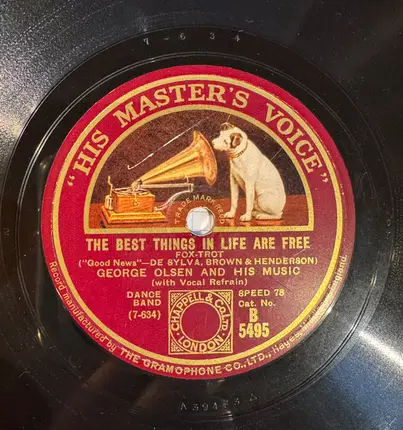 7-634
"HIS MASTER'S VOICE"
TRADE MARK
THE BEST THINGS IN LIFE ARE FREE
FOX-TROT
("Good News"—DE SYLVA, BROWN & HENDERSON)
GEORGE OLSEN AND HIS MUSIC
(with Vocal Refrain)
DANCE
BAND
(7-634)
CHAPPELL & CO. LTD.
LONDON
SPEED 78
Cat. No.
B
5495
Record manufactured by THE GRAMOPHONE CO., LTD., Hayes, England.